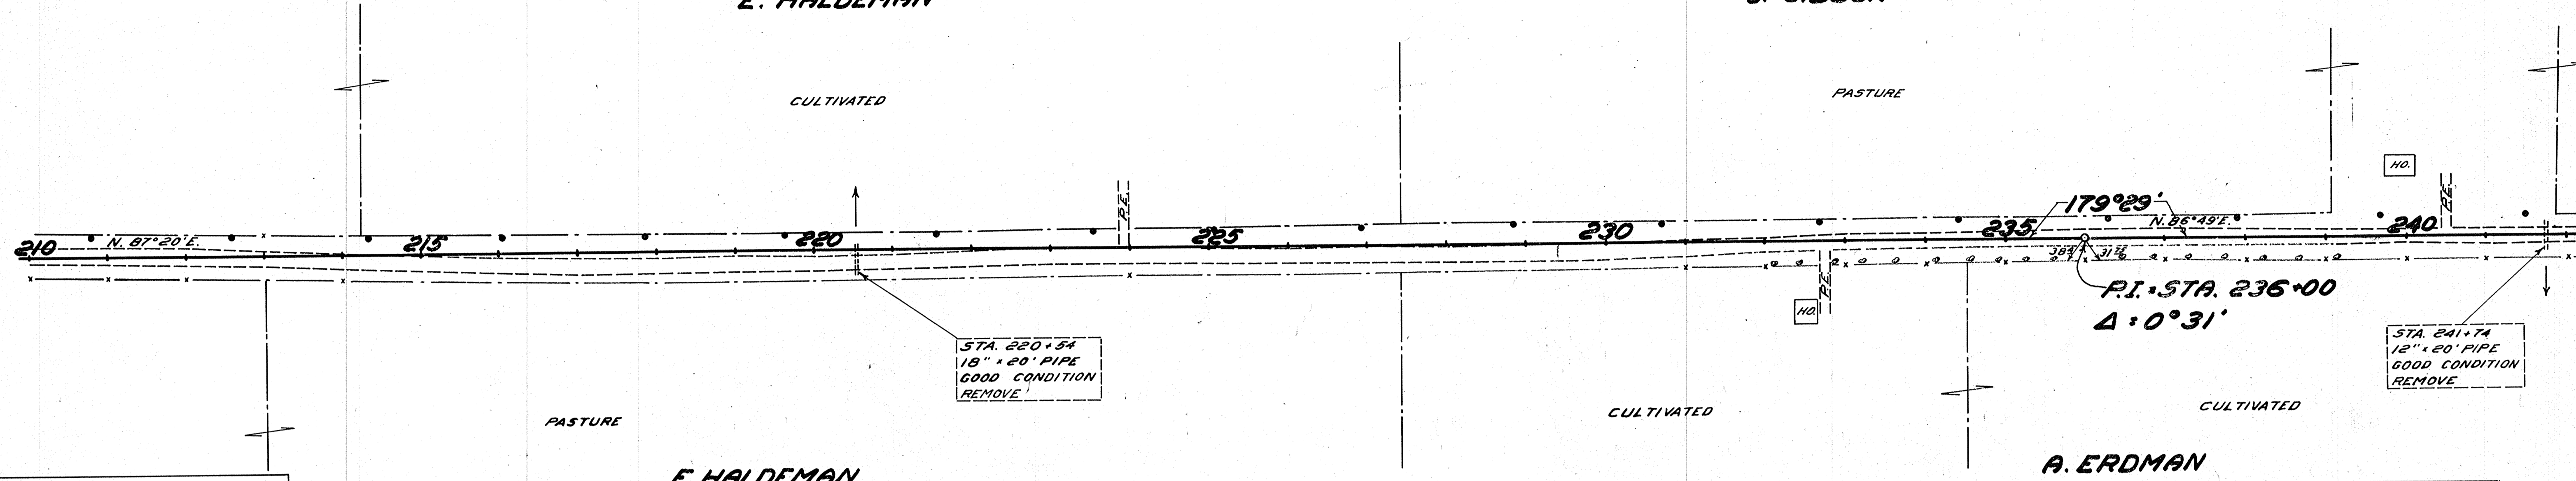 E. HALDEMAN
CULTIVATED
PASTURE
HO.
P.E.
P.E.
179°29'
N. 86°49'E.
210
N. 87°20'E.
215
220
225
230
235
240
P.E.
HO.
P.I. = STA. 236+00
Δ = 0°31'
STA. 220+54
18" x 20' PIPE
GOOD CONDITION
REMOVE
STA. 241+74
12" x 20' PIPE
GOOD CONDITION
REMOVE
PASTURE
CULTIVATED
CULTIVATED
E. HALDEMAN
A. ERDMAN